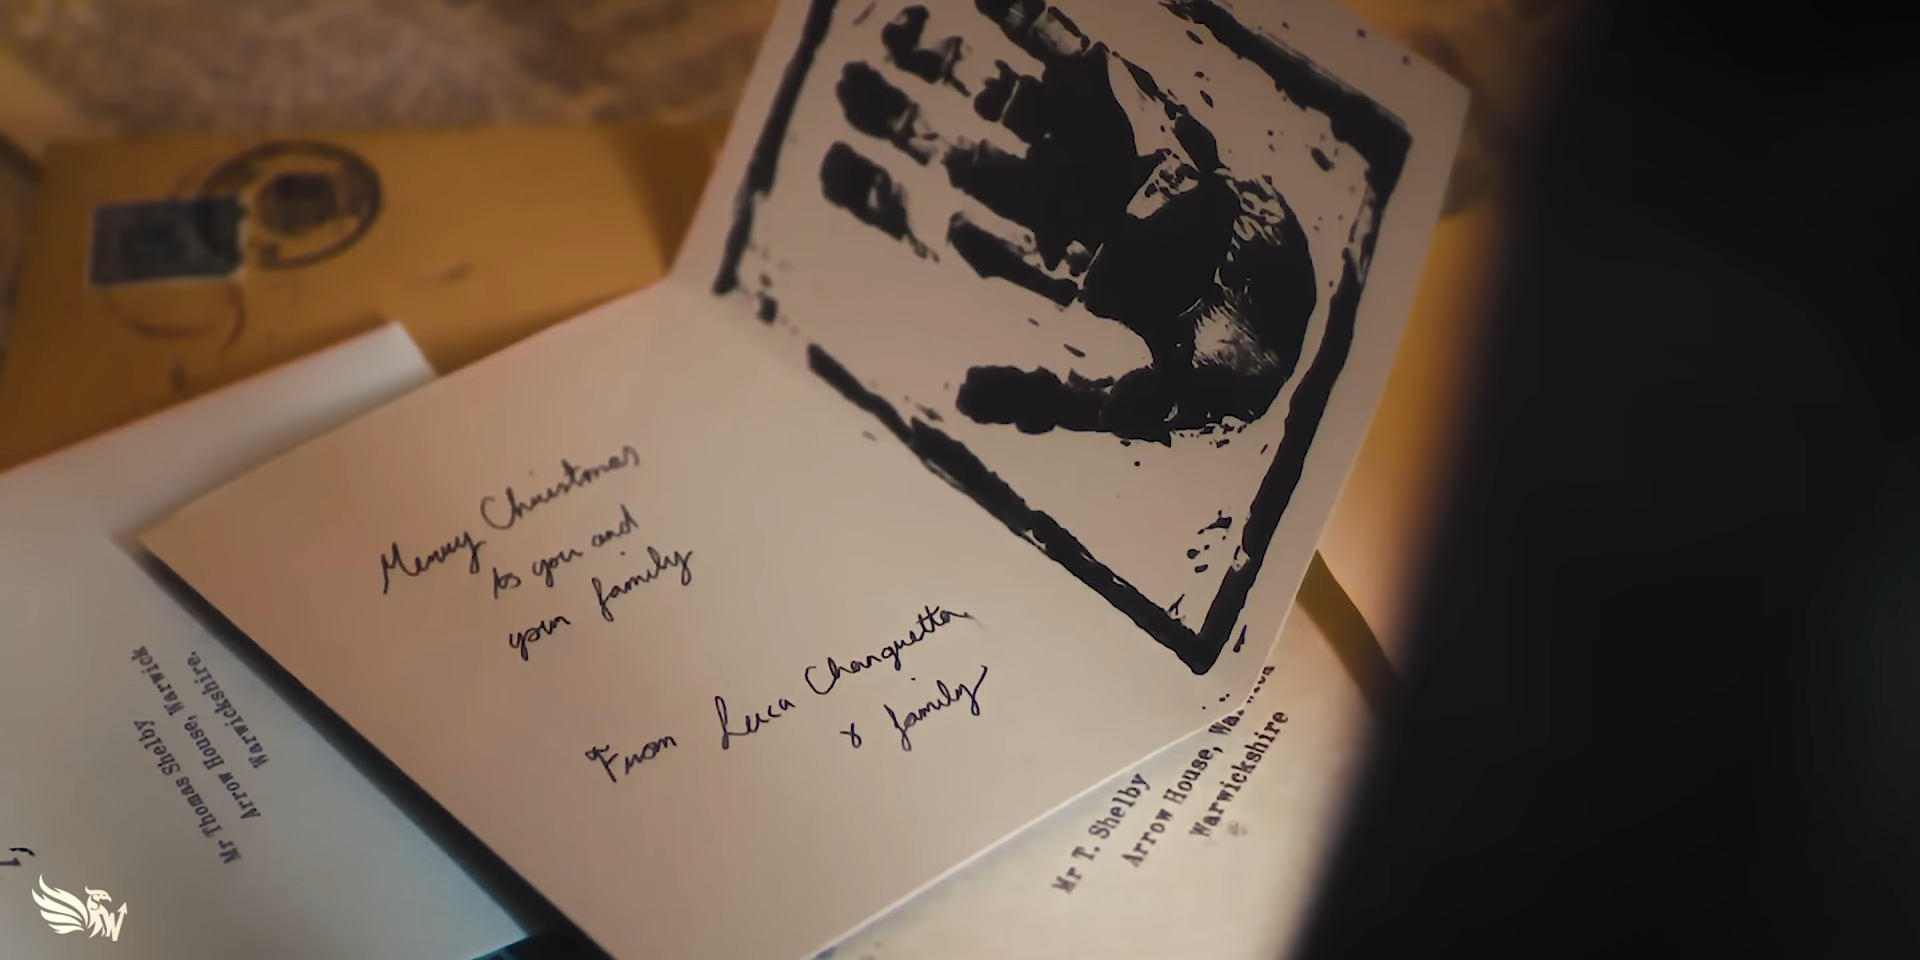 Merry Christmas
to you and
your family
From Luca Changuetta
& family
Mr Thomas Shelby
Arrow House, Warwick
Warwickshire.
Mr T. Shelby
Arrow House,
Warwickshire
W